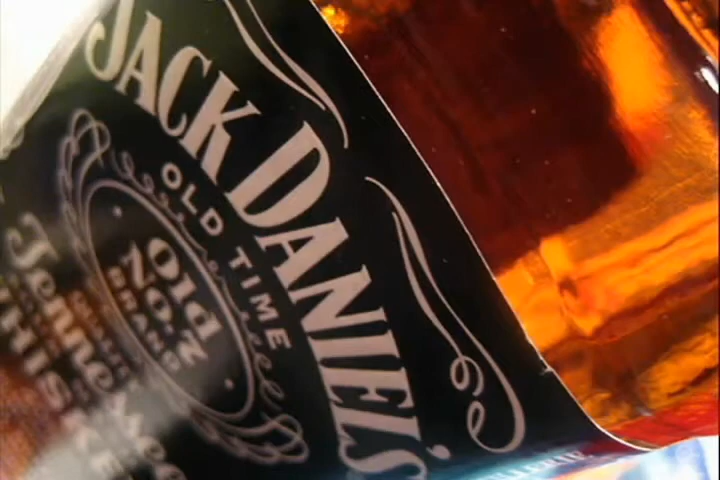 JACK DANIEL'S
OLD TIME
Old
NO.7
BRAND
Tennessee
WHISKEY